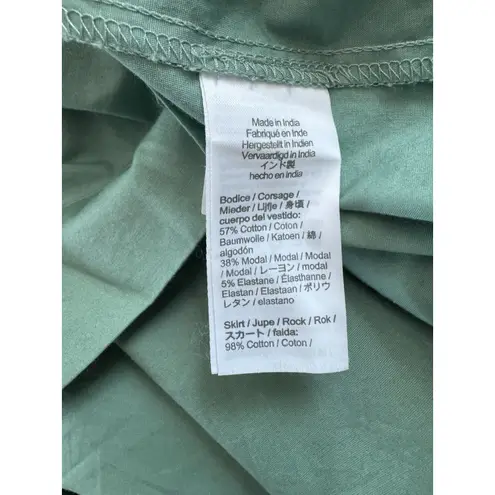 Made in India
Fabriqué en Inde
Hergestellt in Indien
Vervaardigd in India
インド製
hecho en india
Bodice / Corsage /
Mieder / Lijfje / 身頃 /
cuerpo del vestido:
57% Cotton / Coton /
Baumwolle / Katoen / 綿 /
algodón
38% Modal / Modal / Modal
/ Modal / レーヨン / modal
5% Elastane / Élasthanne /
Elastan / Elastaan / ポリウ
レタン / elastano
Skirt / Jupe / Rock / Rok /
スカート / falda:
98% Cotton / Coton /